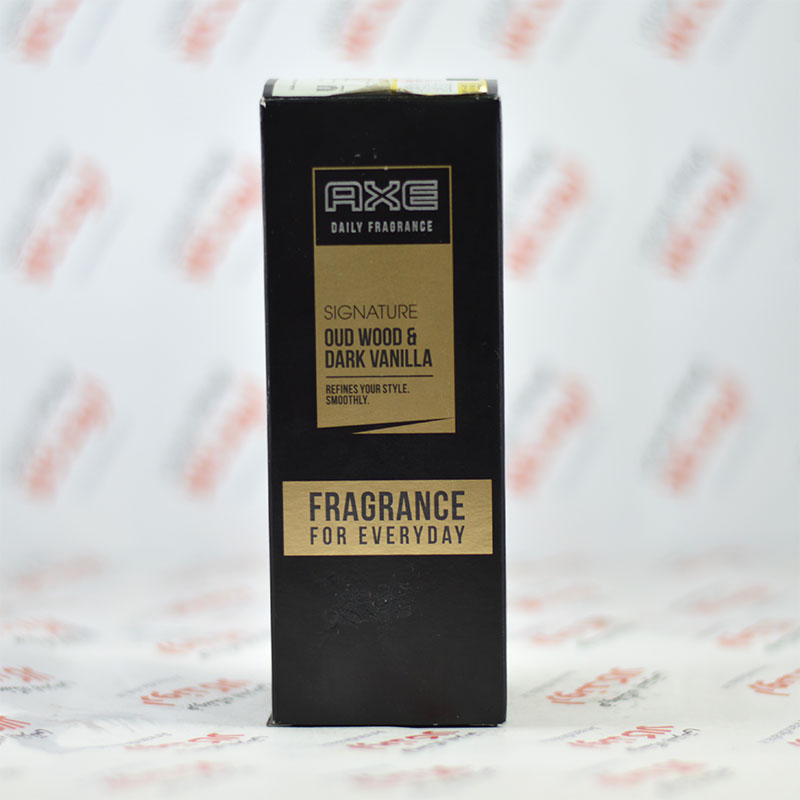 AXE
DAILY FRAGRANCE
SIGNATURE
OUD WOOD &
DARK VANILLA
REFINES YOUR STYLE.
SMOOTHLY.
FRAGRANCE
FOR EVERYDAY